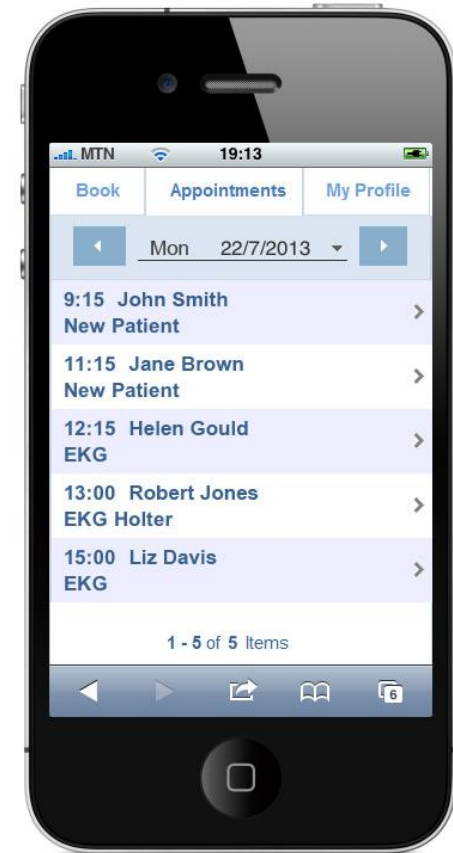 MTN 19:13
Book Appointments My Profile
Mon 22/7/2013
9:15 John Smith
New Patient
11:15 Jane Brown
New Patient
12:15 Helen Gould
EKG
13:00 Robert Jones
EKG Holter
15:00 Liz Davis
EKG
1 - 5 of 5 Items
6